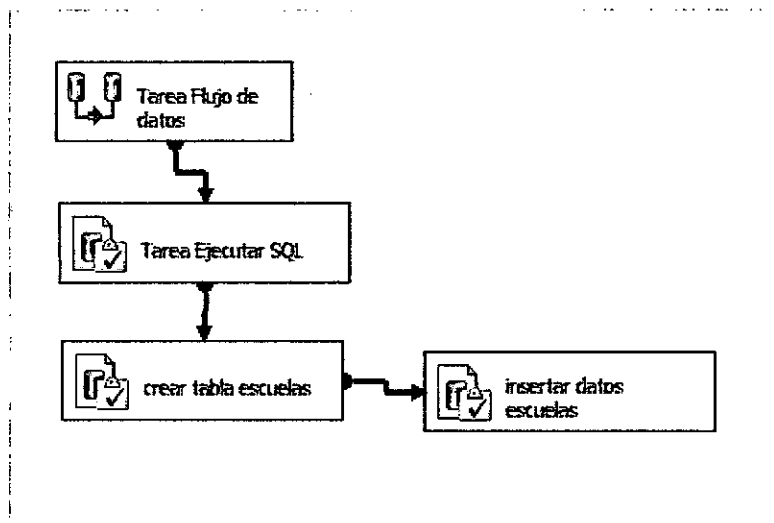 Tarea Flujo de
datos
Tarea Ejecutar SQL
crear tabla escuelas
insertar datos
escuelas